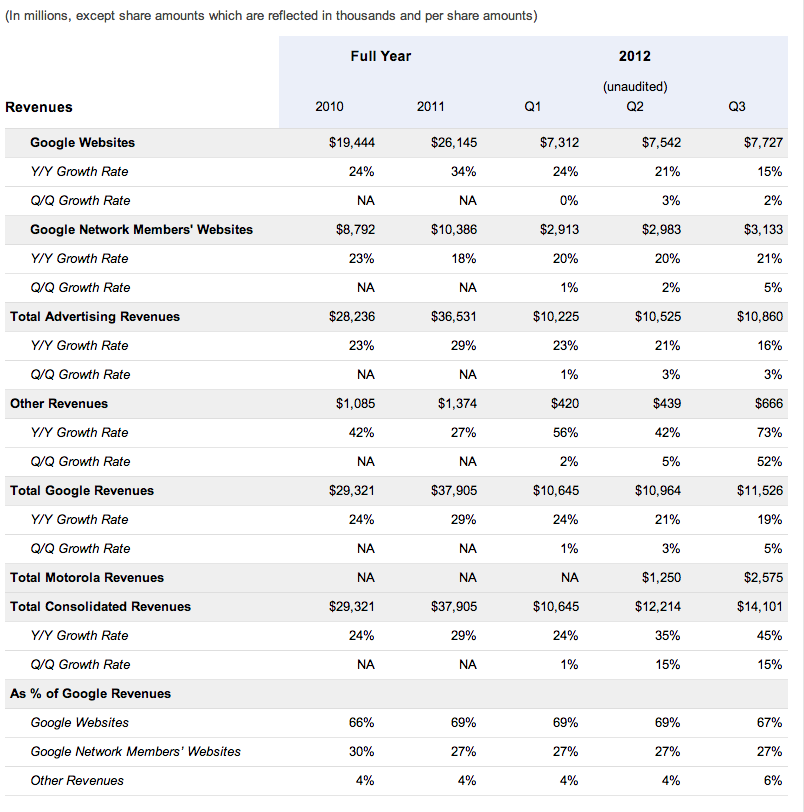 (In millions, except share amounts which are reflected in thousands and per share amounts)
Full Year 2012
(unaudited)
Revenues 2010 2011 Q1 Q2 Q3
Google Websites $19,444 $26,145 $7,312 $7,542 $7,727
Y/Y Growth Rate 24% 34% 24% 21% 15%
Q/Q Growth Rate NA NA 0% 3% 2%
Google Network Members' Websites $8,792 $10,386 $2,913 $2,983 $3,133
Y/Y Growth Rate 23% 18% 20% 20% 21%
Q/Q Growth Rate NA NA 1% 2% 5%
Total Advertising Revenues $28,236 $36,531 $10,225 $10,525 $10,860
Y/Y Growth Rate 23% 29% 23% 21% 16%
Q/Q Growth Rate NA NA 1% 3% 3%
Other Revenues $1,085 $1,374 $420 $439 $666
Y/Y Growth Rate 42% 27% 56% 42% 73%
Q/Q Growth Rate NA NA 2% 5% 52%
Total Google Revenues $29,321 $37,905 $10,645 $10,964 $11,526
Y/Y Growth Rate 24% 29% 24% 21% 19%
Q/Q Growth Rate NA NA 1% 3% 5%
Total Motorola Revenues NA NA NA $1,250 $2,575
Total Consolidated Revenues $29,321 $37,905 $10,645 $12,214 $14,101
Y/Y Growth Rate 24% 29% 24% 35% 45%
Q/Q Growth Rate NA NA 1% 15% 15%
As % of Google Revenues
Google Websites 66% 69% 69% 69% 67%
Google Network Members' Websites 30% 27% 27% 27% 27%
Other Revenues 4% 4% 4% 4% 6%